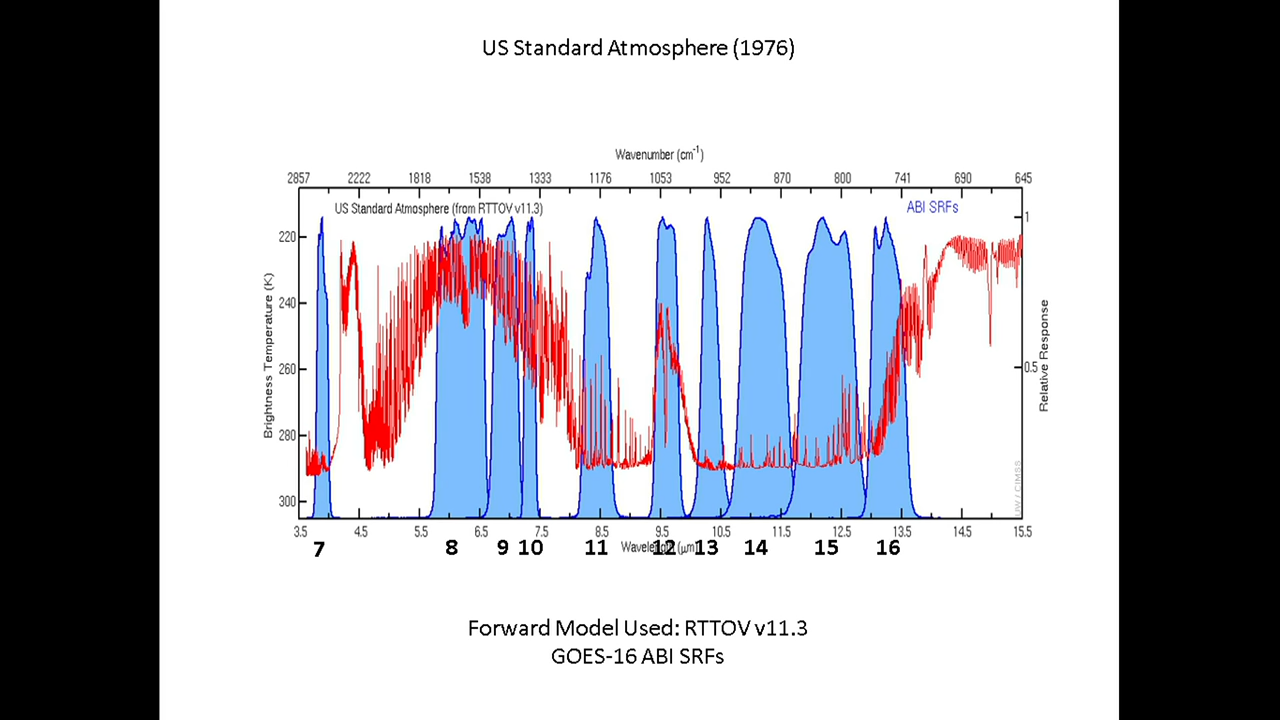 US Standard Atmosphere (1976)
Wavenumber (cm-1)
2857 2222 1818 1538 1333 1176 1053 952 870 800 741 690 645
US Standard Atmosphere (from RTTOV v11.3)
ABI SRFs
Brightness Temperature (K)
220
240
260
280
300
1
0.5
Relative Response
UW / CIMSS
3.5 4.5 5.5 6.5 7.5 8.5 9.5 10.5 11.5 12.5 13.5 14.5 15.5
Wavelength (μm)
7 8 9 10 11 12 13 14 15 16
Forward Model Used: RTTOV v11.3
GOES-16 ABI SRFs